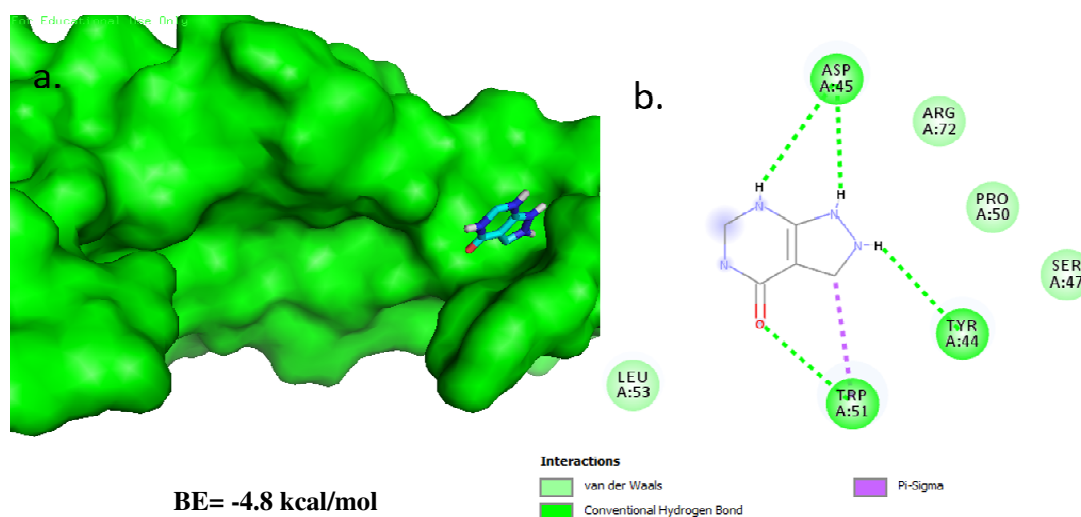 For Educational Use Only
a.
b.
ASP
A:45
ARG
A:72
PRO
A:50
SER
A:47
TYR
A:44
TRP
A:51
LEU
A:53
H
N
H
N
N
H
N
O
BE= -4.8 kcal/mol
Interactions
van der Waals
Conventional Hydrogen Bond
Pi-Sigma